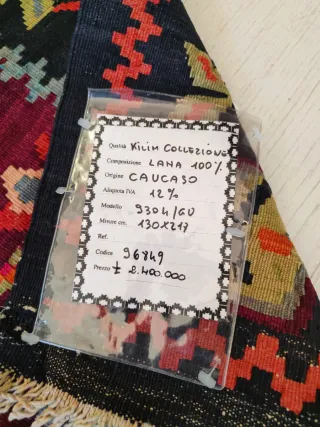 Qualità KILIM COLLEZIONE
Composizione LANA 100%
Origine CAUCASO
Aliquota IVA 12%
Modello 9304/GU
Misure cm. 130X217
Ref.
Codice 96849
Prezzo £ 2.400.000